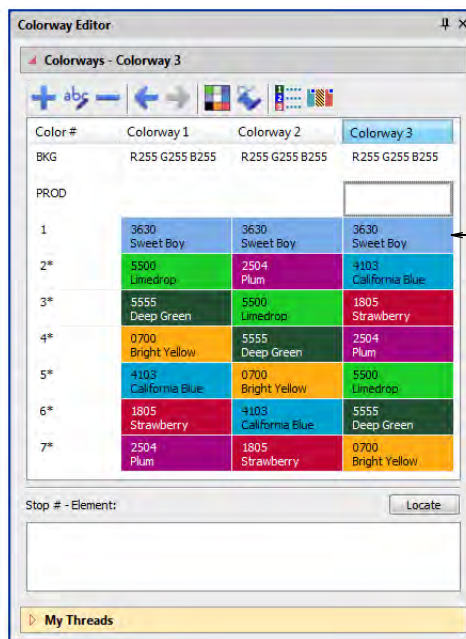 Colorway Editor
Colorways - Colorway 3
abc
1
2
3
Color # Colorway 1 Colorway 2 Colorway 3
BKG R255 G255 B255 R255 G255 B255 R255 G255 B255
PROD
1 3630 3630 3630
Sweet Boy Sweet Boy Sweet Boy
2* 5500 2504 4103
Limedrop Plum California Blue
3* 5555 5500 1805
Deep Green Limedrop Strawberry
4* 0700 5555 2504
Bright Yellow Deep Green Plum
5* 4103 0700 5500
California Blue Bright Yellow Limedrop
6* 1805 4103 5555
Strawberry California Blue Deep Green
7* 2504 1805 0700
Plum Strawberry Bright Yellow
Stop # - Element: Locate
My Threads